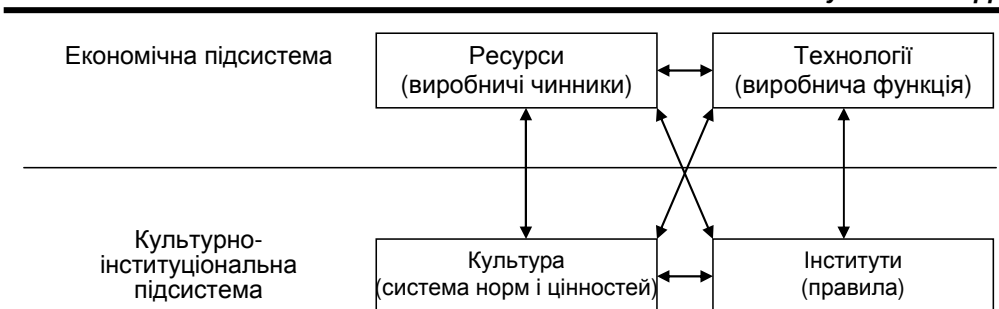 Економічна підсистема
Ресурси
(виробничі чинники)
Технології
(виробнича функція)
Культурно-
інституціональна
підсистема
Культура
(система норм і цінностей)
Інститути
(правила)